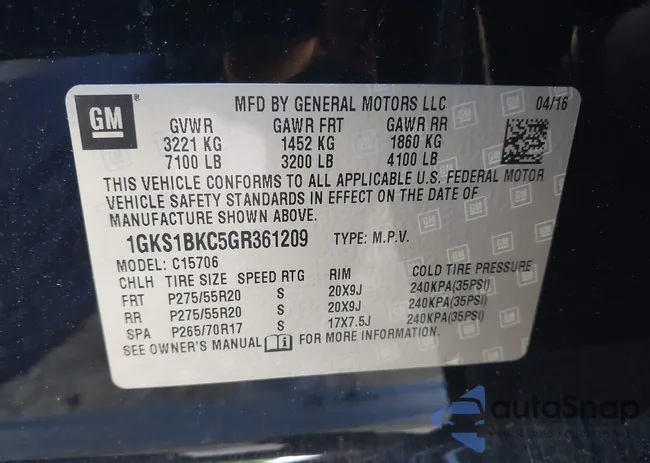 GM
MFD BY GENERAL MOTORS LLC 04/16
GVWR GAWR FRT GAWR RR
3221 KG 1452 KG 1860 KG
7100 LB 3200 LB 4100 LB
THIS VEHICLE CONFORMS TO ALL APPLICABLE U.S. FEDERAL MOTOR
VEHICLE SAFETY STANDARDS IN EFFECT ON THE DATE OF
MANUFACTURE SHOWN ABOVE.
1GKS1BKC5GR361209 TYPE: M.P.V.
MODEL: C15706
CHLH TIRE SIZE SPEED RTG RIM COLD TIRE PRESSURE
FRT P275/55R20 S 20X9J 240KPA(35PSI)
RR P275/55R20 S 20X9J 240KPA(35PSI)
SPA P265/70R17 S 17X7.5J 240KPA(35PSI)
SEE OWNER'S MANUAL i FOR MORE INFORMATION.
autoSnap